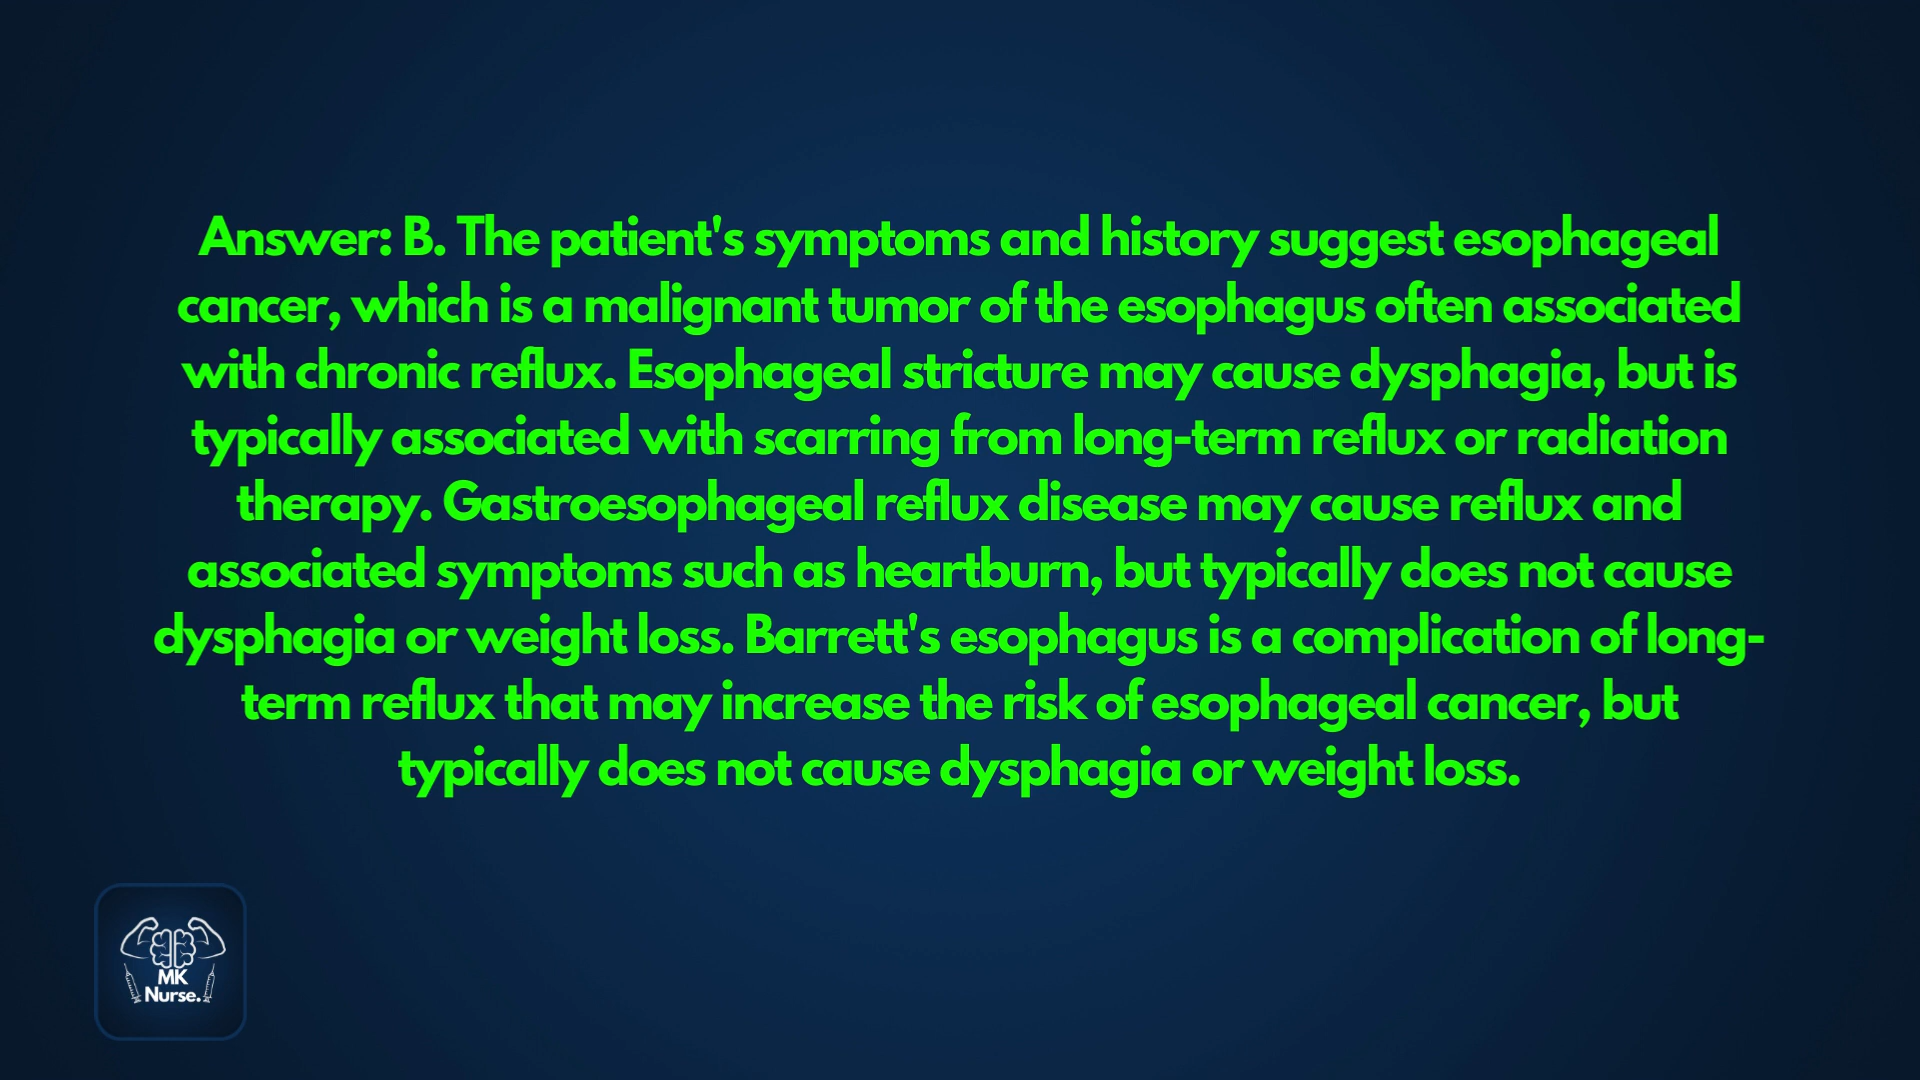 Answer: B. The patient's symptoms and history suggest esophageal
cancer, which is a malignant tumor of the esophagus often associated
with chronic reflux. Esophageal stricture may cause dysphagia, but is
typically associated with scarring from long-term reflux or radiation
therapy. Gastroesophageal reflux disease may cause reflux and
associated symptoms such as heartburn, but typically does not cause
dysphagia or weight loss. Barrett's esophagus is a complication of long-
term reflux that may increase the risk of esophageal cancer, but
typically does not cause dysphagia or weight loss.
MK
Nurse.